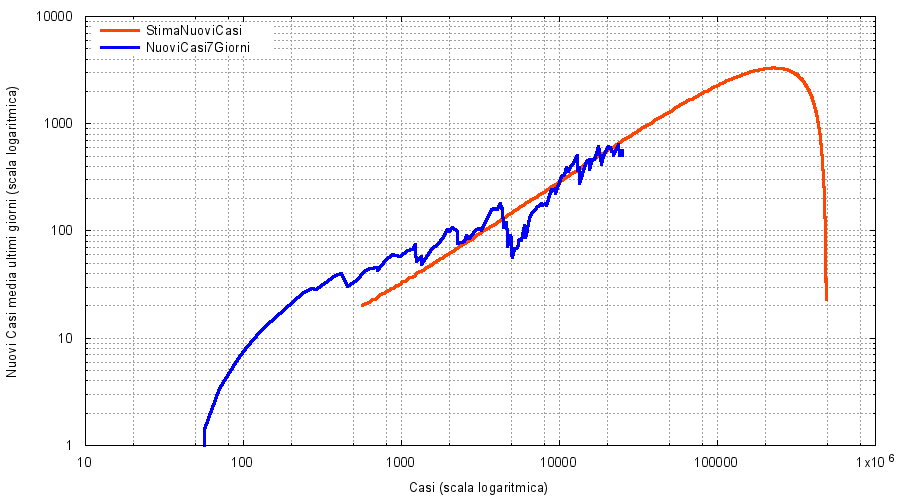 10000
1000
100
10
1
StimaNuoviCasi
NuoviCasi7Giorni
Nuovi Casi media ultimi giorni (scala logaritmica)
10 100 1000 10000 100000 1x10 6
Casi (scala logaritmica)